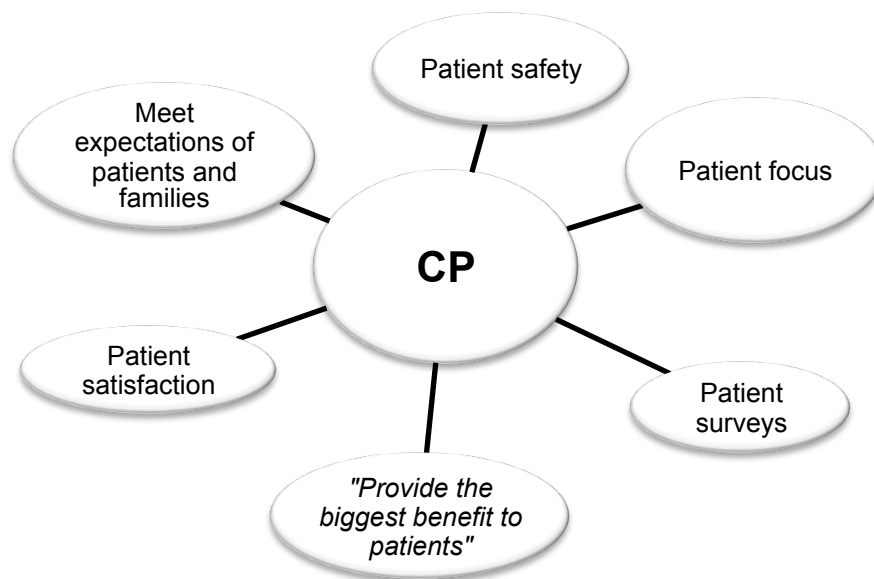 Patient safety
Meet
expectations of
patients and
families
Patient focus
CP
Patient
satisfaction
Patient
surveys
"Provide the
biggest benefit to
patients"